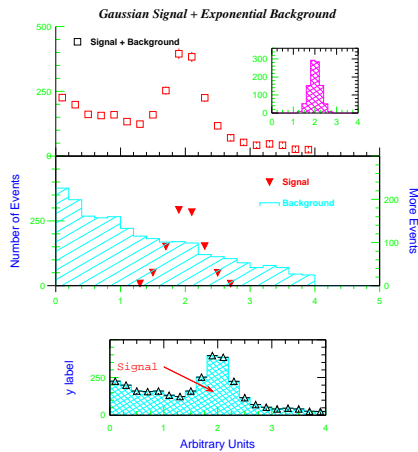 Gaussian Signal + Exponential Background
Signal + Background
500
250
0
300
200
100
0
0 1 2 3 4
Number of Events
250
0
Signal
Background
200
100
0
More Events
0 1 2 3 4 5
y label
250
0
Signal
0 1 2 3 4
Arbitrary Units